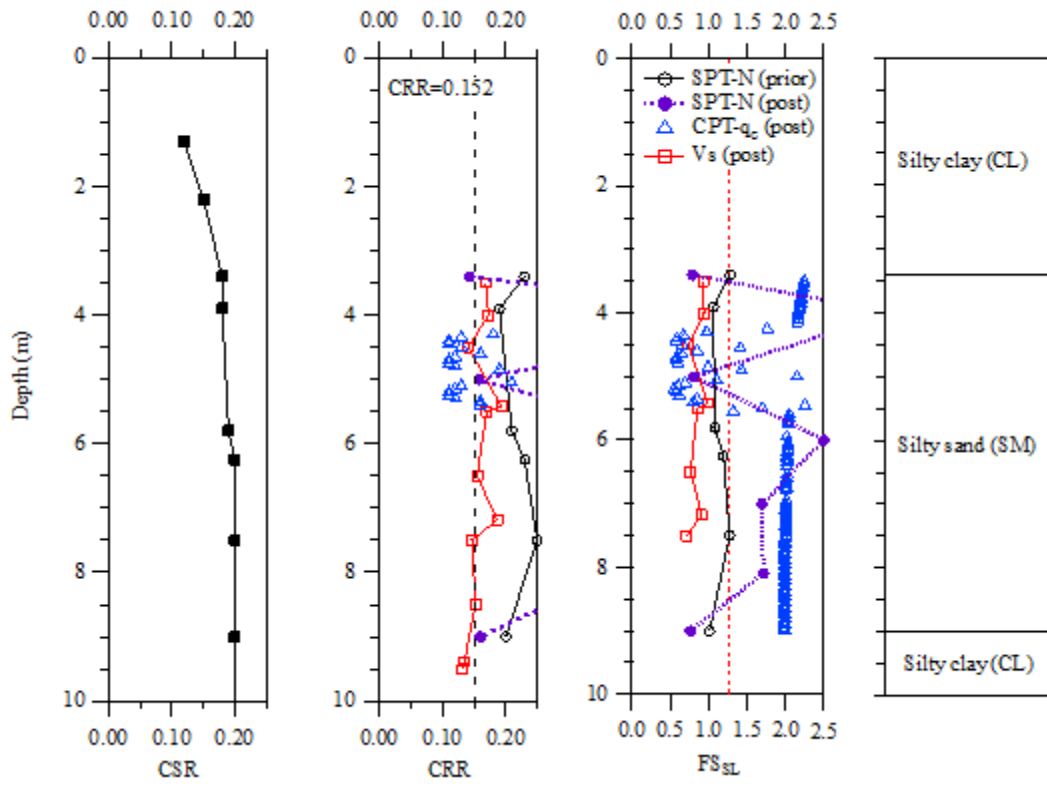 0.00 0.20
0.10
0.00 0.20
0.10
0.0 1.0 2.0
0.5 1.5 2.5
0
2
4
6
8
10
Depth (m)
0
2
4
6
8
10
0
2
4
6
8
10
CRR=0.152
SPT-N (prior)
SPT-N (post)
CPT-qc (post)
Vs (post)
Silty clay (CL)
Silty sand (SM)
Silty clay (CL)
0.10
0.00 0.20
CSR
0.10
0.00 0.20
CRR
0.0 0.5 1.0 1.5 2.0 2.5
FSSL